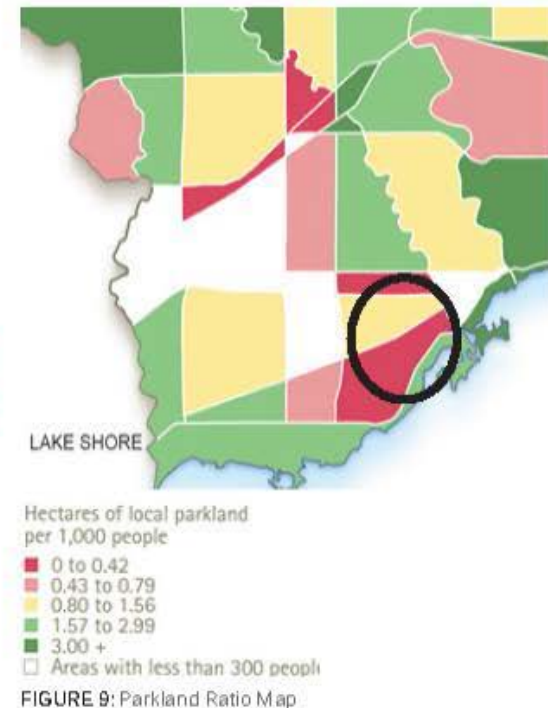 LAKE SHORE
Hectares of local parkland
per 1,000 people
0 to 0.42
0.43 to 0.79
0.80 to 1.56
1.57 to 2.99
3.00 +
Areas with less than 300 people
FIGURE 9: Parkland Ratio Map